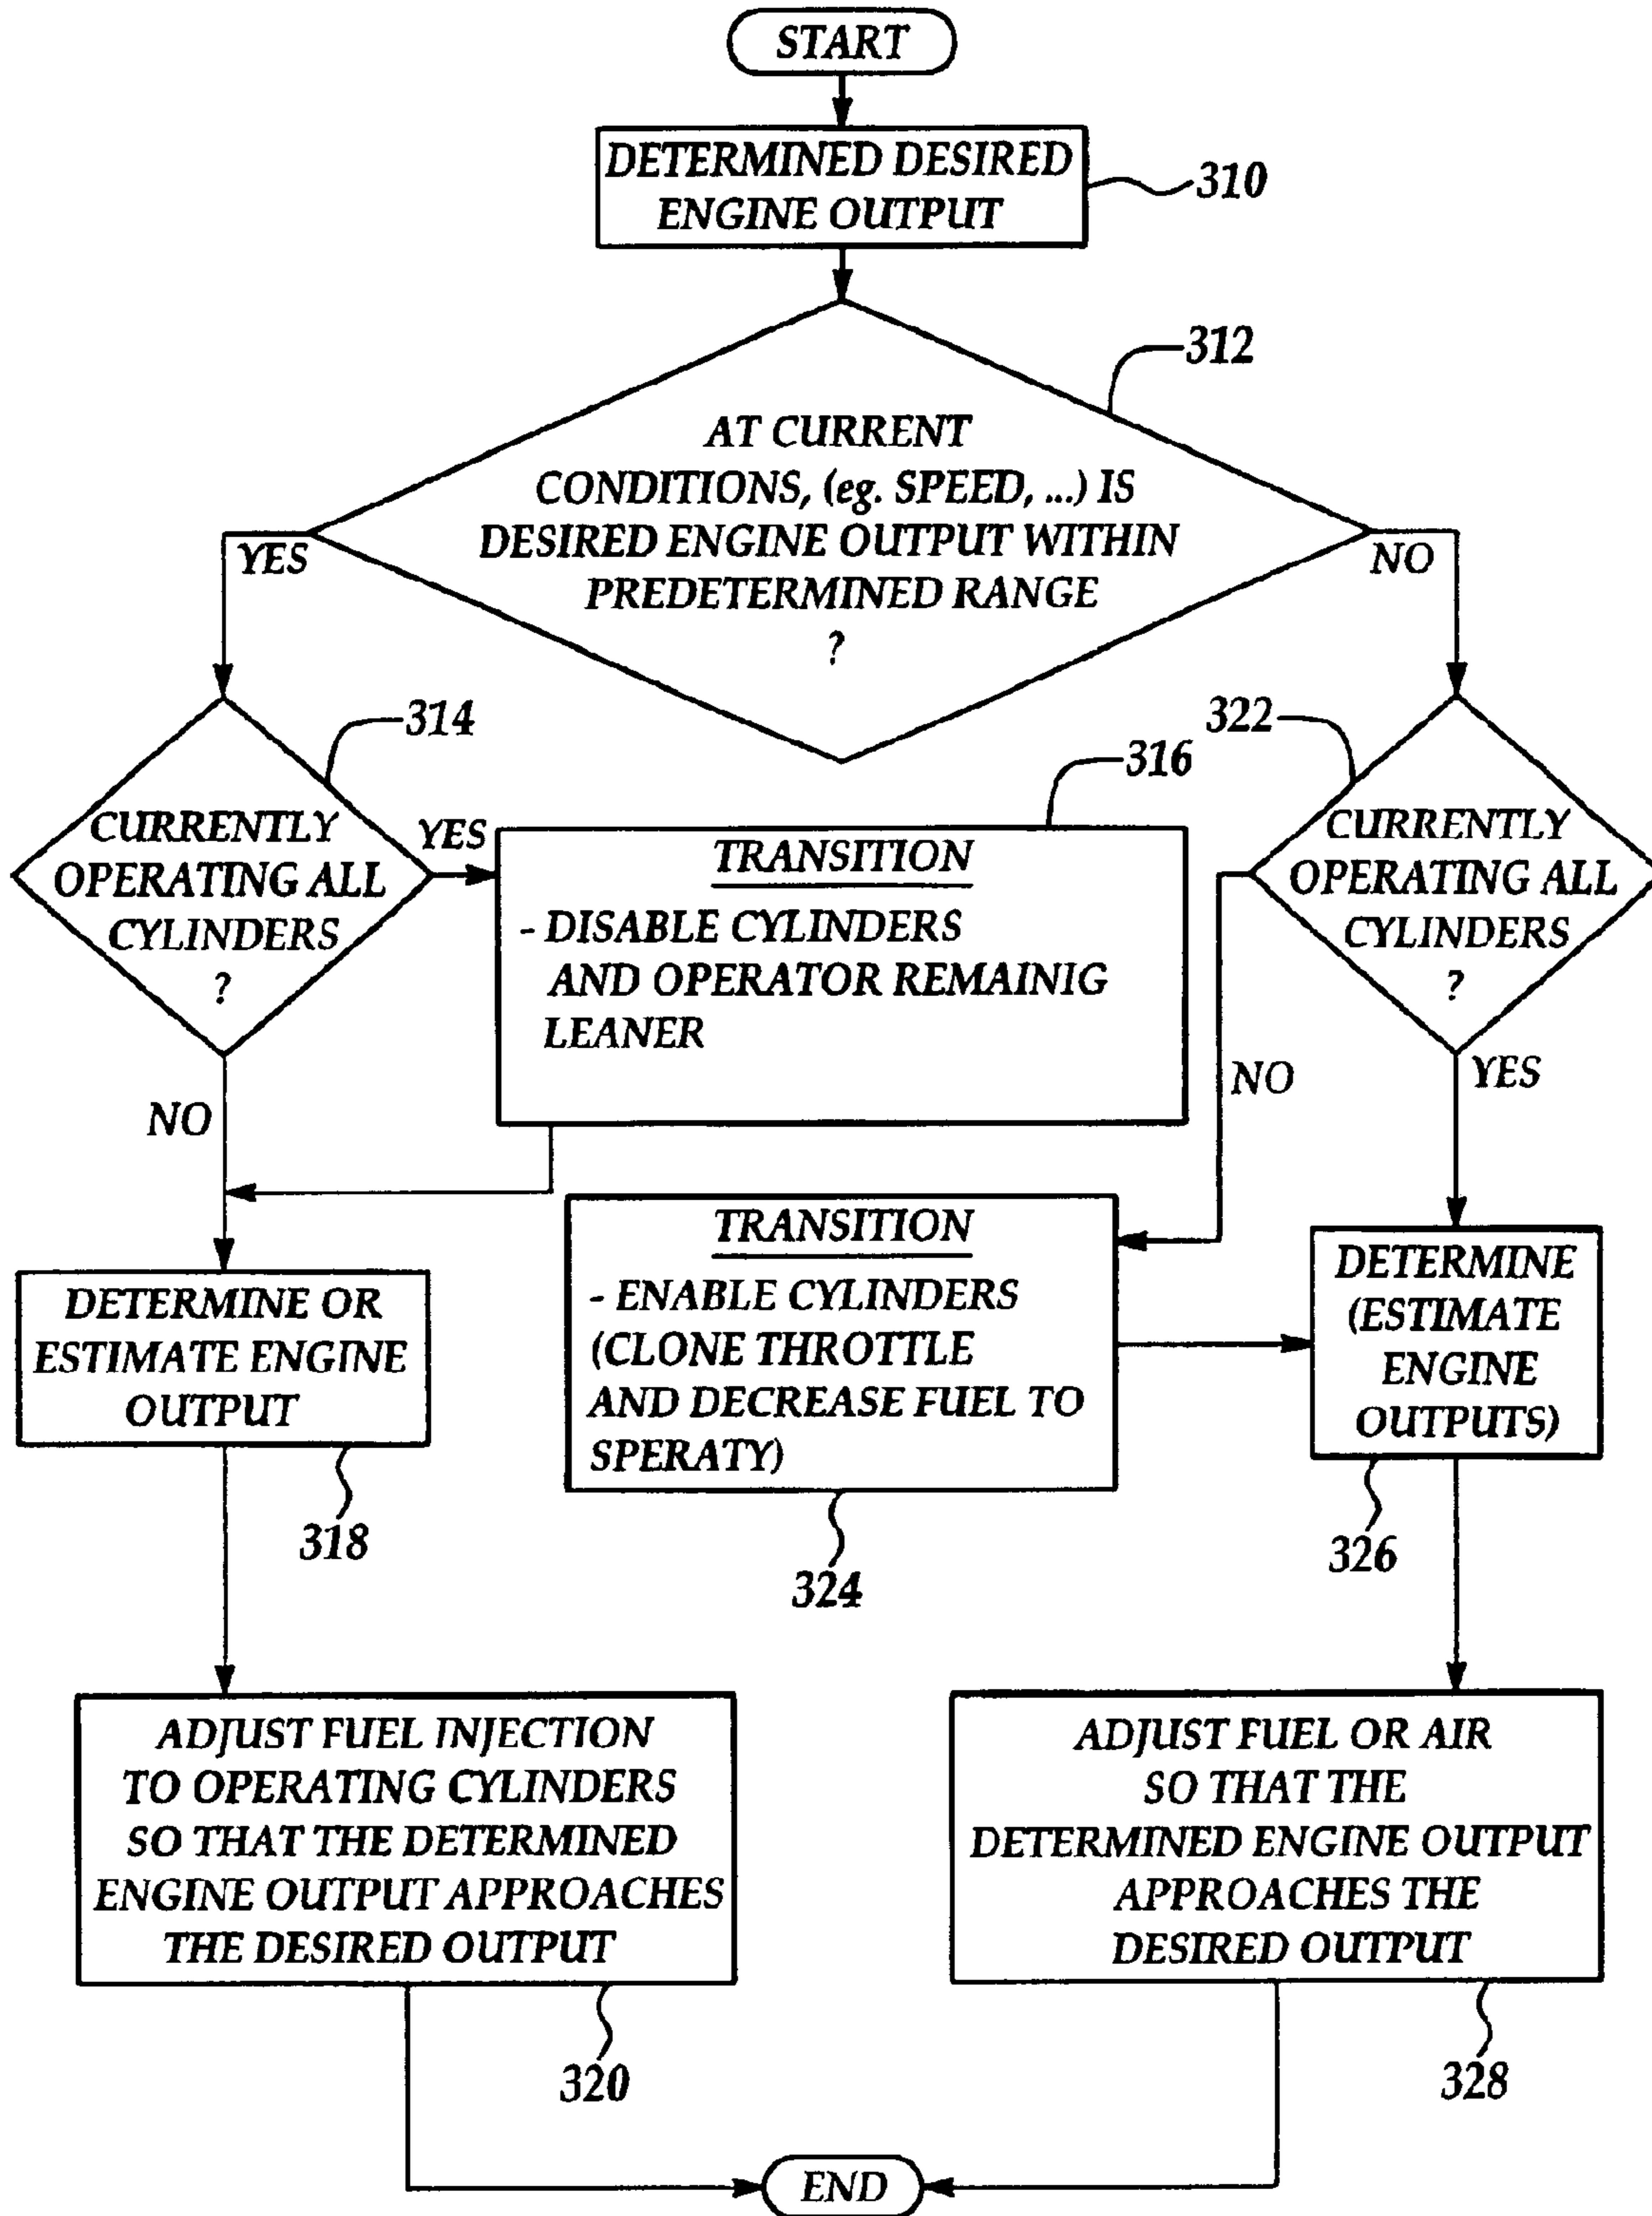 START
DETERMINED DESIRED
ENGINE OUTPUT
310
312
AT CURRENT
CONDITIONS, (eg. SPEED, ...) IS
DESIRED ENGINE OUTPUT WITHIN
PREDETERMINED RANGE
?
YES
NO
314
CURRENTLY
OPERATING ALL
CYLINDERS
?
YES
NO
316
TRANSITION
- DISABLE CYLINDERS
AND OPERATOR REMAINIG
LEANER
322
CURRENTLY
OPERATING ALL
CYLINDERS
?
NO
YES
TRANSITION
- ENABLE CYLINDERS
(CLONE THROTTLE
AND DECREASE FUEL TO
SPERATY)
324
DETERMINE OR
ESTIMATE ENGINE
OUTPUT
318
DETERMINE
(ESTIMATE
ENGINE
OUTPUTS)
326
ADJUST FUEL INJECTION
TO OPERATING CYLINDERS
SO THAT THE DETERMINED
ENGINE OUTPUT APPROACHES
THE DESIRED OUTPUT
320
ADJUST FUEL OR AIR
SO THAT THE
DETERMINED ENGINE OUTPUT
APPROACHES THE
DESIRED OUTPUT
328
END